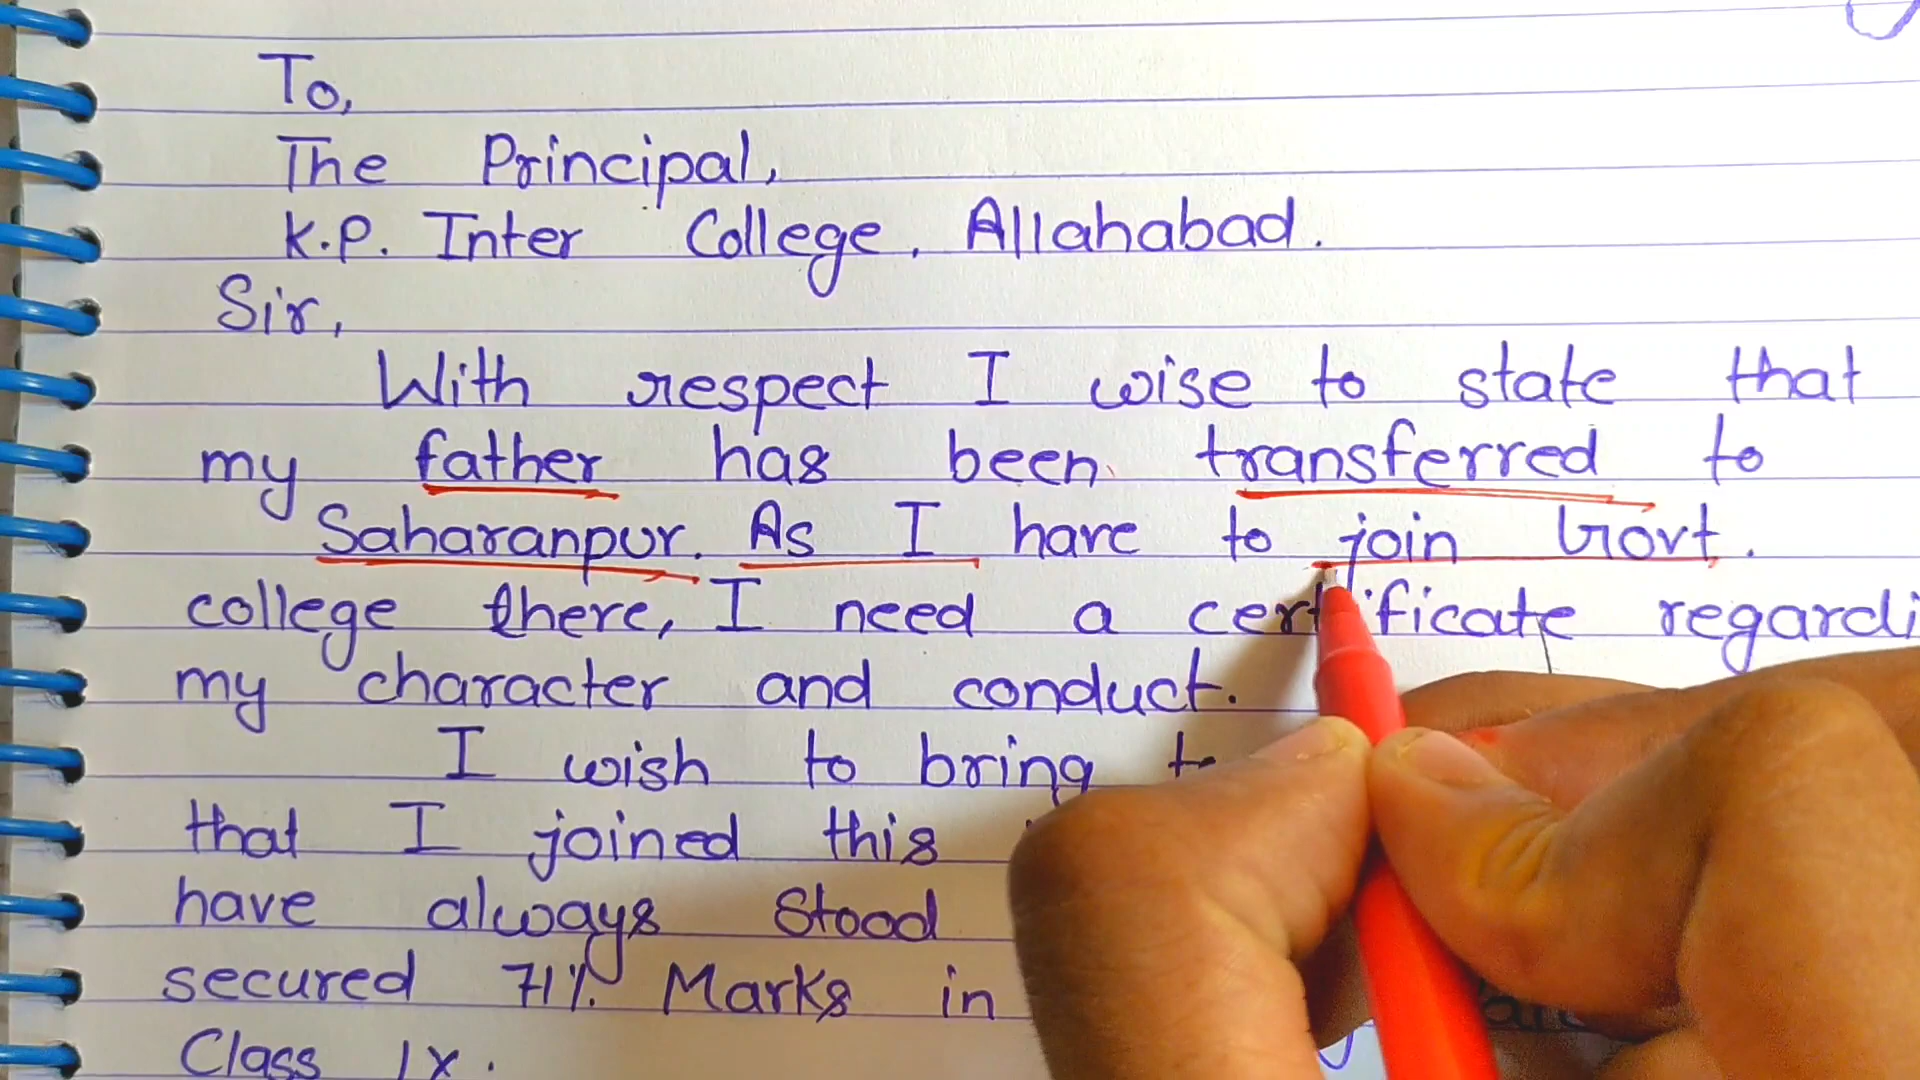 To,
The Principal,
K.P. Inter College, Allahabad.
Sir,
With respect I wise to state that
my father has been transferred to
Saharanpur. As I have to join Govt.
college there, I need a certificate regardi
my character and conduct.
I wish to bring
that I joined this
have always stood
secured 71% Marks in
Class IX.